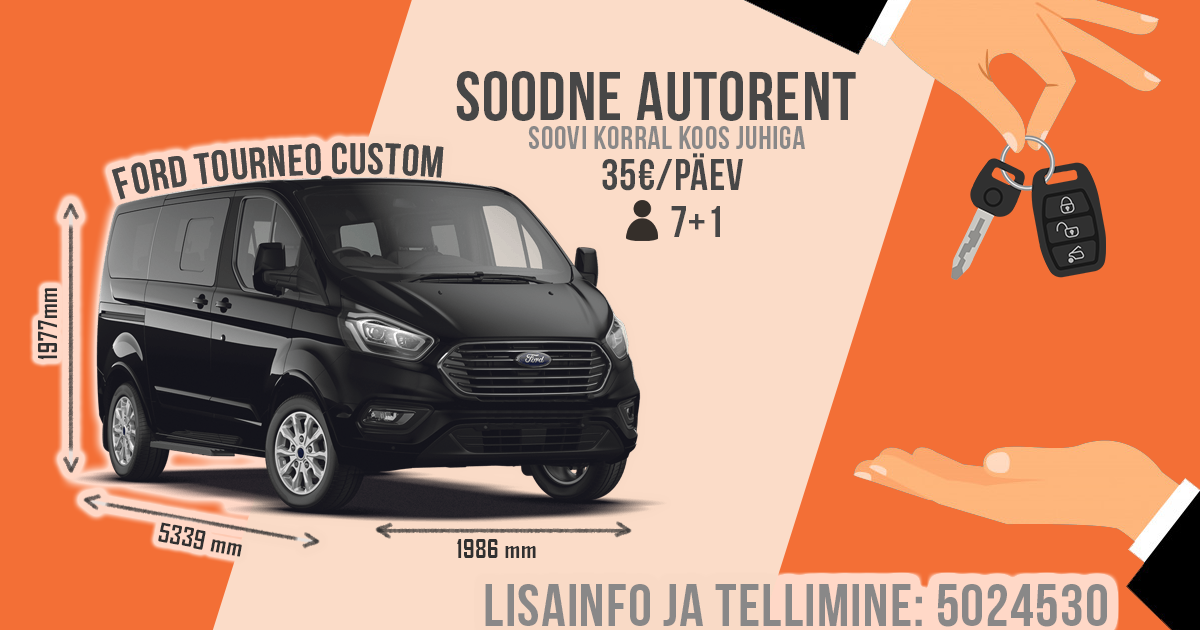 SOODNE AUTORENT
SOOVI KORRAL KOOS JUHIGA
35€/PÄEV
7+1
FORD TOURNEO CUSTOM
1977mm
Ford
5339 mm
1986 mm
LISAINFO JA TELLIMINE: 5024530